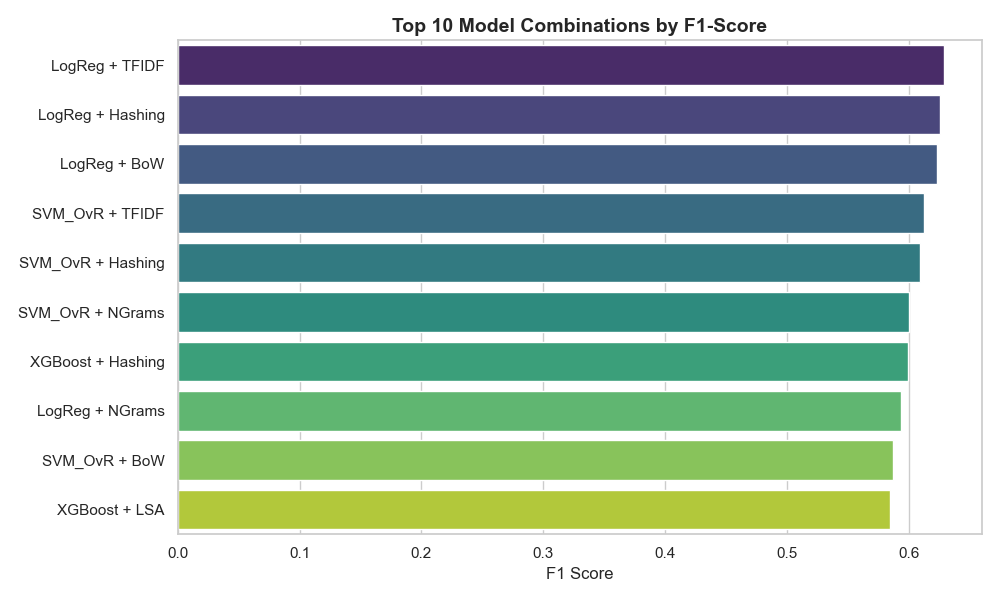 Top 10 Model Combinations by F1-Score
LogReg + TFIDF
LogReg + Hashing
LogReg + BoW
SVM_OvR + TFIDF
SVM_OvR + Hashing
SVM_OvR + NGrams
XGBoost + Hashing
LogReg + NGrams
SVM_OvR + BoW
XGBoost + LSA
0.0 0.1 0.2 0.3 0.4 0.5 0.6
F1 Score